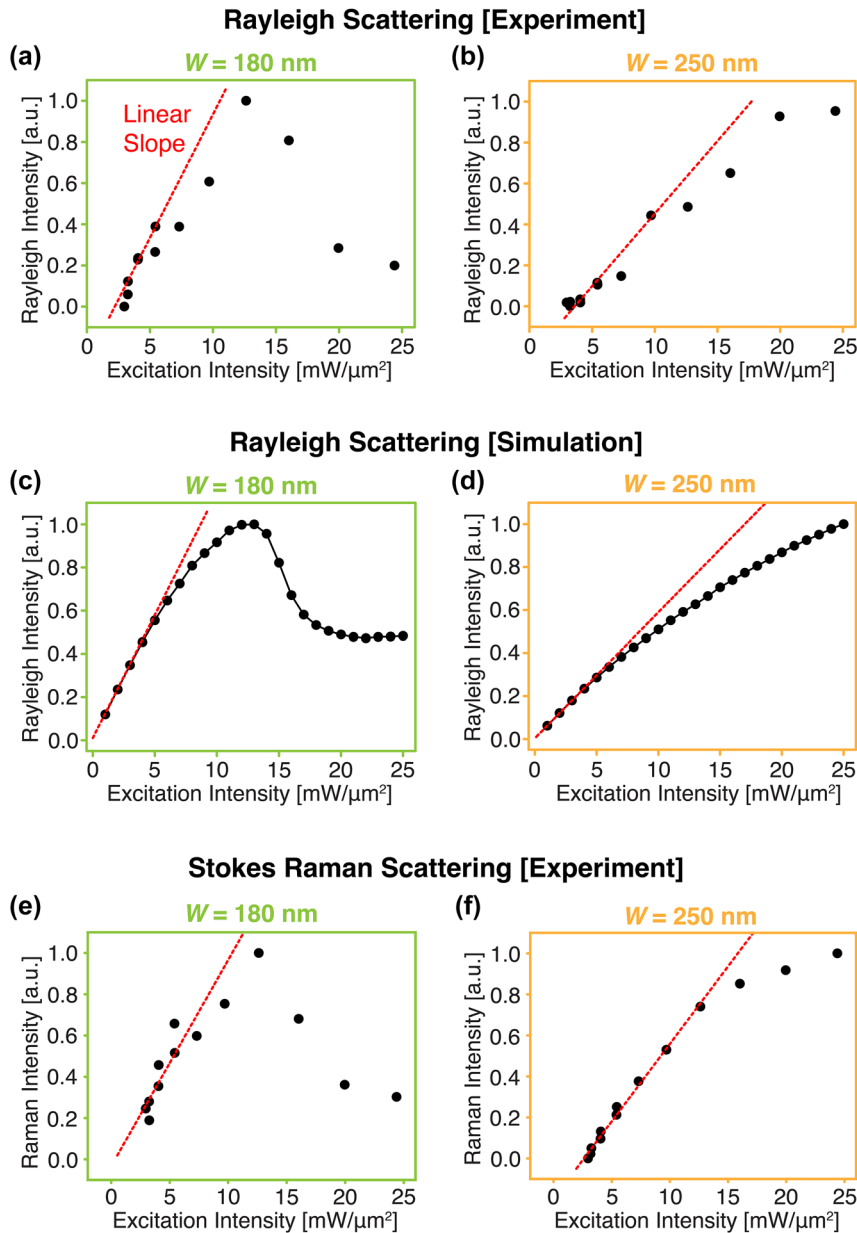 Rayleigh Scattering [Experiment]
(a)
W = 180 nm
Rayleigh Intensity [a.u.]
1.0
0.8
0.6
0.4
0.2
0.0
Linear
Slope
0 5 10 15 20 25
Excitation Intensity [mW/μm²]
(b)
W = 250 nm
Rayleigh Intensity [a.u.]
1.0
0.8
0.6
0.4
0.2
0.0
0 5 10 15 20 25
Excitation Intensity [mW/μm²]
Rayleigh Scattering [Simulation]
(c)
W = 180 nm
Rayleigh Intensity [a.u.]
1.0
0.8
0.6
0.4
0.2
0.0
0 5 10 15 20 25
Excitation Intensity [mW/μm²]
(d)
W = 250 nm
Rayleigh Intensity [a.u.]
1.0
0.8
0.6
0.4
0.2
0.0
0 5 10 15 20 25
Excitation Intensity [mW/μm²]
Stokes Raman Scattering [Experiment]
(e)
W = 180 nm
Raman Intensity [a.u.]
1.0
0.8
0.6
0.4
0.2
0.0
0 5 10 15 20 25
Excitation Intensity [mW/μm²]
(f)
W = 250 nm
Raman Intensity [a.u.]
1.0
0.8
0.6
0.4
0.2
0.0
0 5 10 15 20 25
Excitation Intensity [mW/μm²]